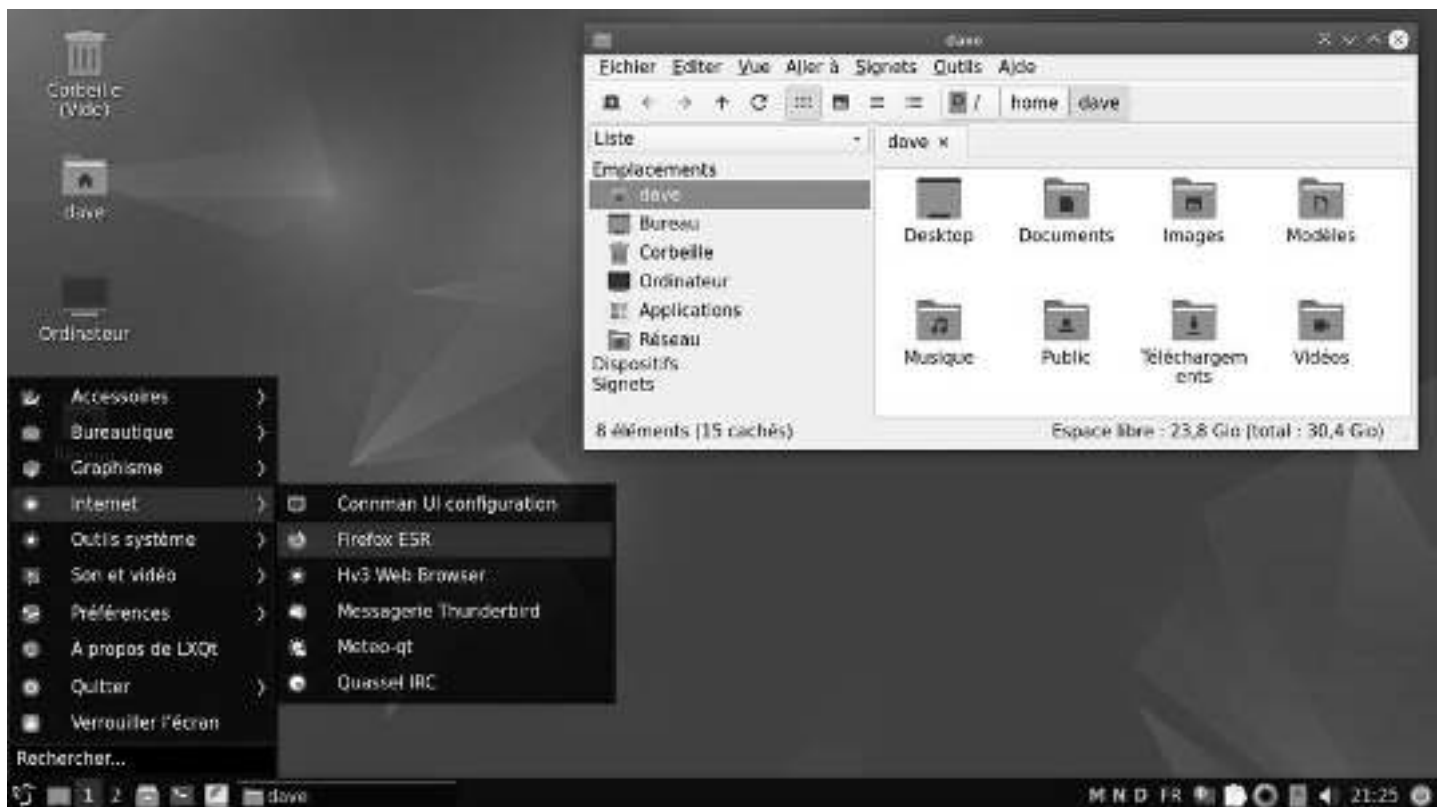 Corbeille
(Vide)
dave
Ordinateur
dave
Fichier Editer Vue Aller à Signets Outils Aide
/ home dave
Liste
dave ×
Emplacements
dave
Bureau
Corbeille
Ordinateur
Applications
Réseau
Dispositifs
Signets
Desktop Documents Images Modèles
Musique Public Téléchargem
ents
Vidéos
8 éléments (15 cachés) Espace libre : 23,8 Gio (total : 30,4 Gio)
Accessoires
Bureautique
Graphisme
Internet
Outils système
Son et vidéo
Préférences
À propos de LXQt
Quitter
Verrouiller l'écran
Rechercher...
Connman UI configuration
Firefox ESR
Hv3 Web Browser
Messagerie Thunderbird
Meteo-qt
Quassel IRC
1 2 dave M N D FR 21:25